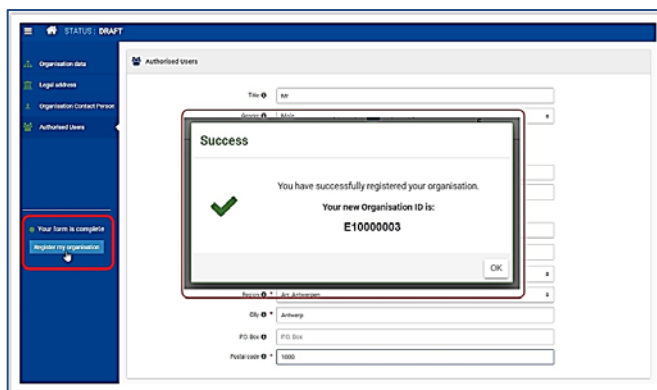 STATUS: DRAFT
Organisation data
Legal address
Organisation Contact Person
Authorised Users
Your form is complete
Register my organisation
Authorised Users
Title
Mr
Gender
Male
Success
You have successfully registered your organisation.
Your new Organisation ID is:
E10000003
OK
Region *
Arr. Antwerpen
City *
Antwerp
P.O. Box
P.O. Box
Postal code *
1000